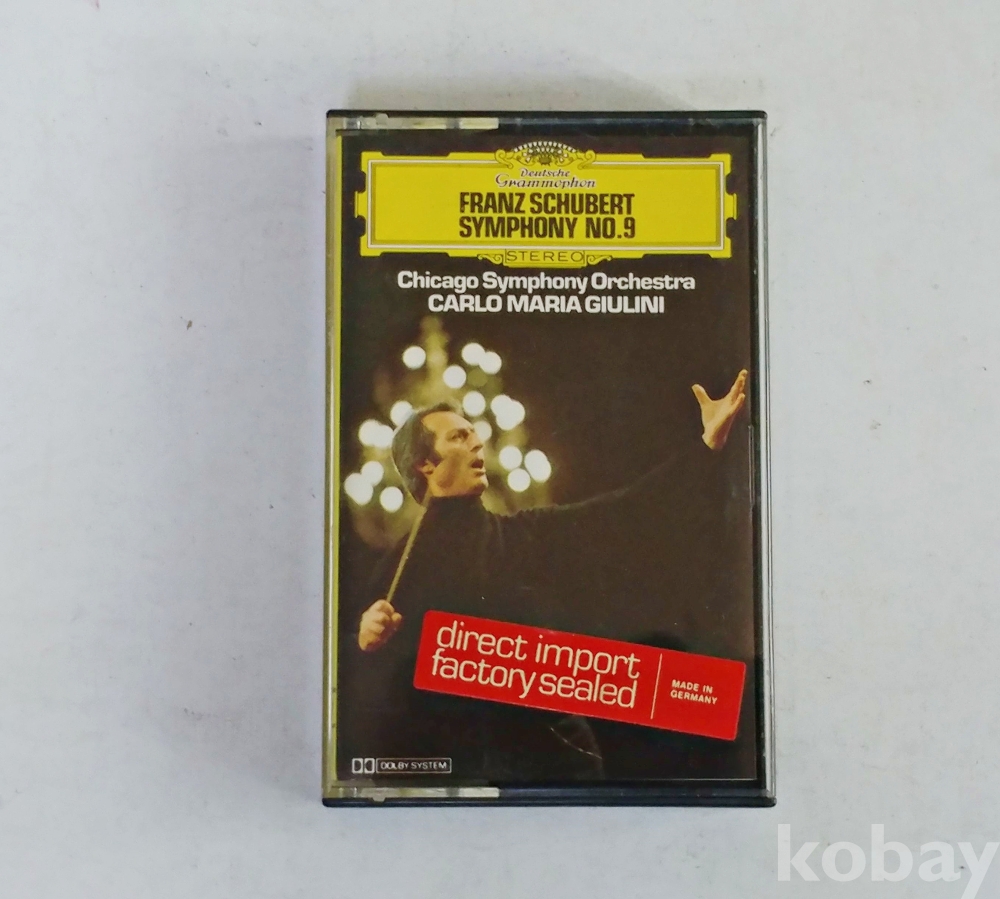 Deutsche
Grammophon
FRANZ SCHUBERT
SYMPHONY NO.9
STEREO
Chicago Symphony Orchestra
CARLO MARIA GIULINI
direct import
factory sealed
MADE IN
GERMANY
DOLBY SYSTEM
kobay